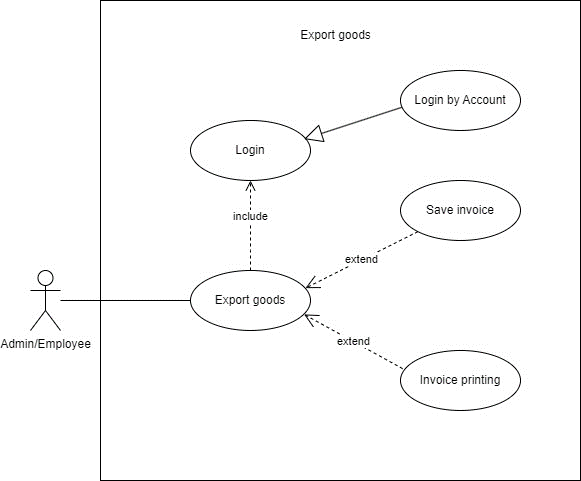 Export goods
Login by Account
Login
Save invoice
include
extend
Export goods
Admin/Employee
extend
Invoice printing